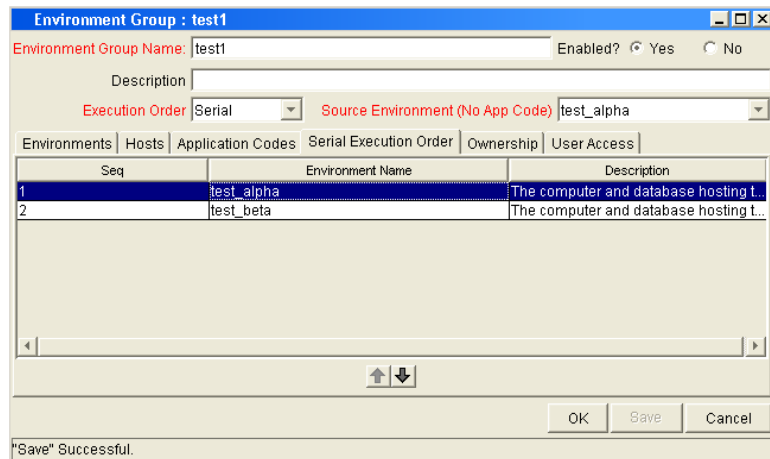 Environment Group : test1
Environment Group Name: test1 Enabled? Yes No
Description
Execution Order Serial Source Environment (No App Code) test_alpha
Environments Hosts Application Codes Serial Execution Order Ownership User Access
Seq Environment Name Description
1 test_alpha The computer and database hosting t...
2 test_beta The computer and database hosting t...
OK Save Cancel
"Save" Successful.